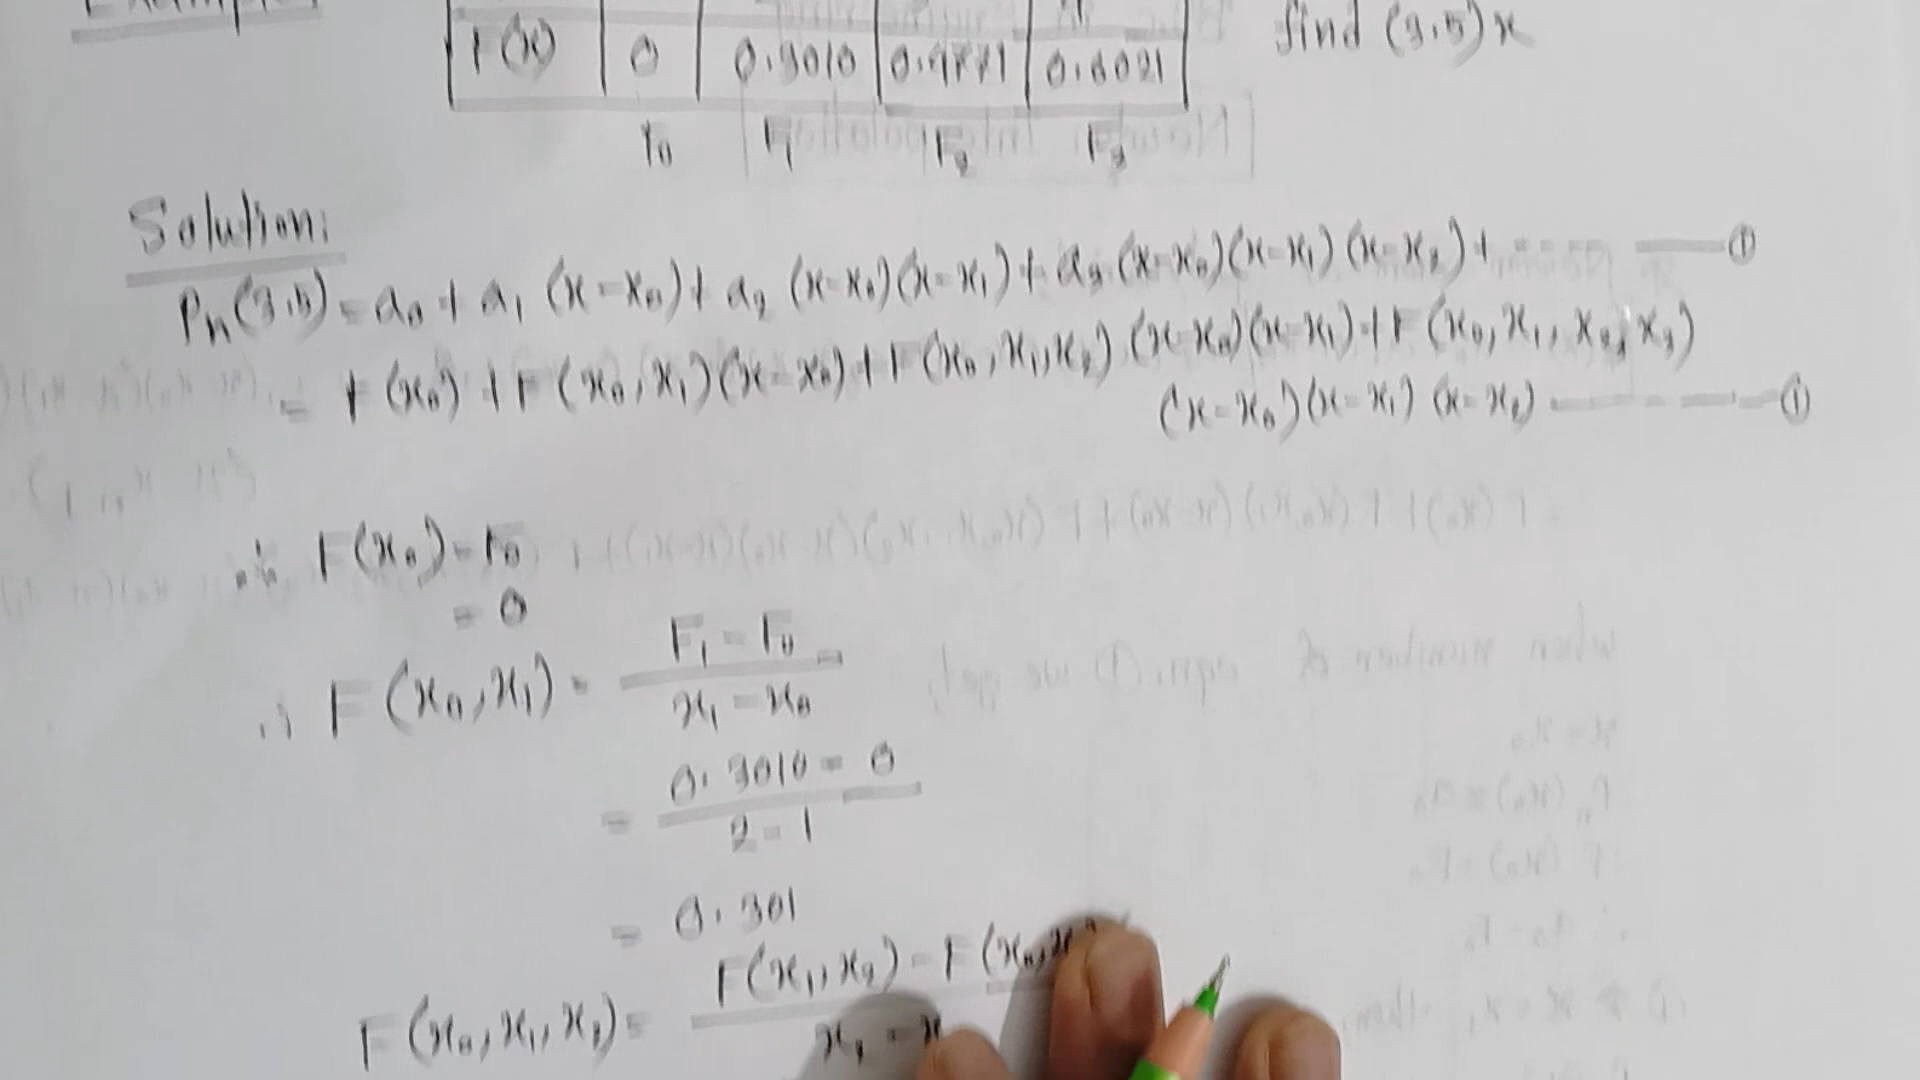 F(x) 0 0.3010 0.4771 0.6021 find (3.5)x
F0 F1 F2 F3
Solution:
Pn(3.5) = a0 + a1 (x-x0) + a2 (x-x0)(x-x1) + a3 (x-x0)(x-x1)(x-x2) + ---- —①
= F(x0) + F(x0, x1)(x-x0) + F(x0, x1, x2) (x-x0)(x-x1) + F(x0, x1, x2, x3)
(x-x0)(x-x1)(x-x2) ———①
∴ F(x0) = F0
= 0
∴ F(x0, x1) = F1 - F0 / x1 - x0
= 0.3010 - 0 / 2 - 1
= 0.301
F(x0, x1, x2) = F(x1, x2) - F(x0, x1) / x2 - x